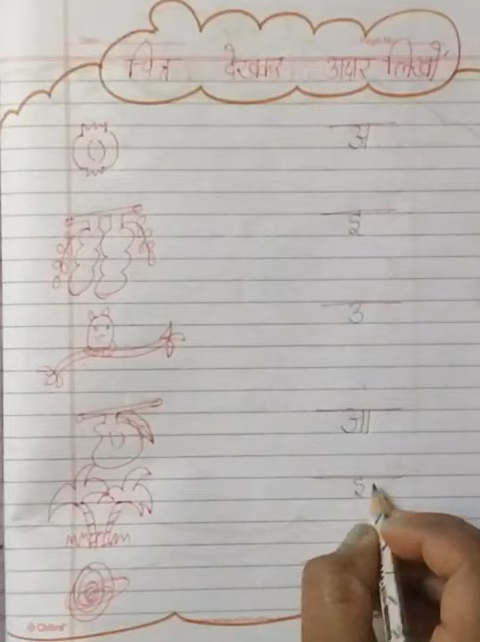 चित्र देखकर अक्षर लिखों
अ
इ
उ
आ
इ